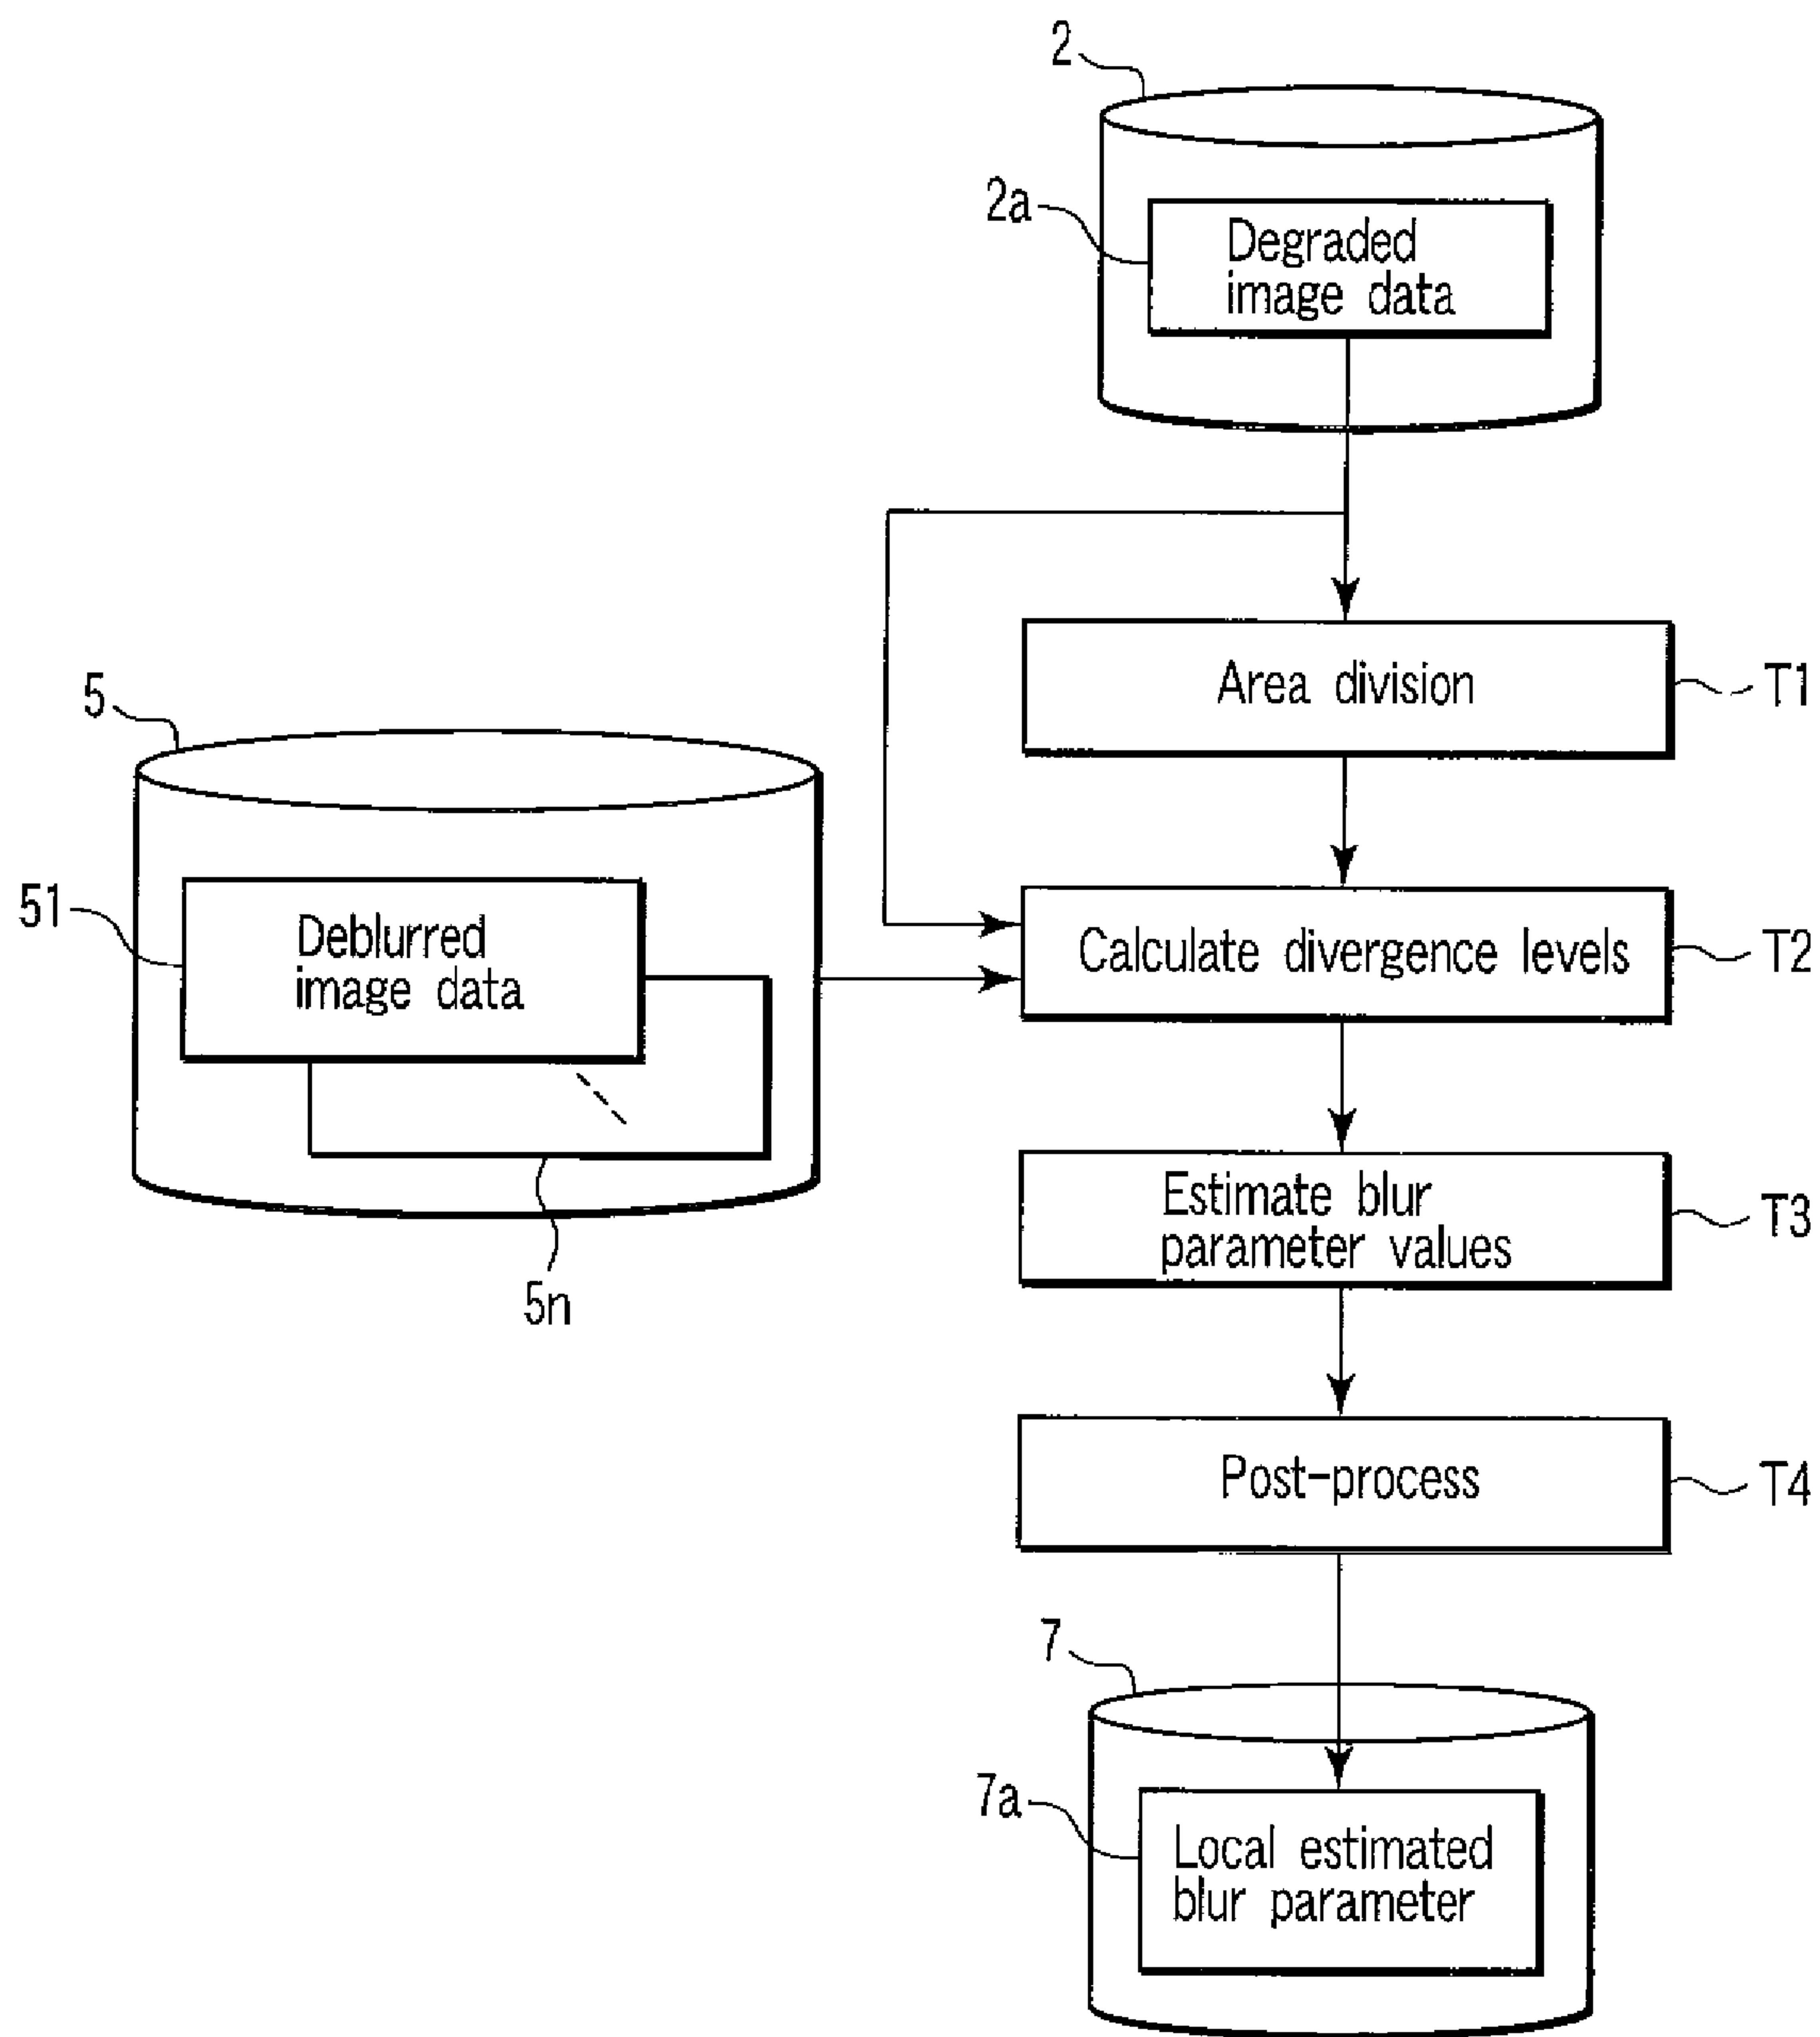 2
2a
Degraded
image data
Area division
T1
5
51
Deblurred
image data
5n
Calculate divergence levels
T2
Estimate blur
parameter values
T3
Post-process
T4
7
7a
Local estimated
blur parameter